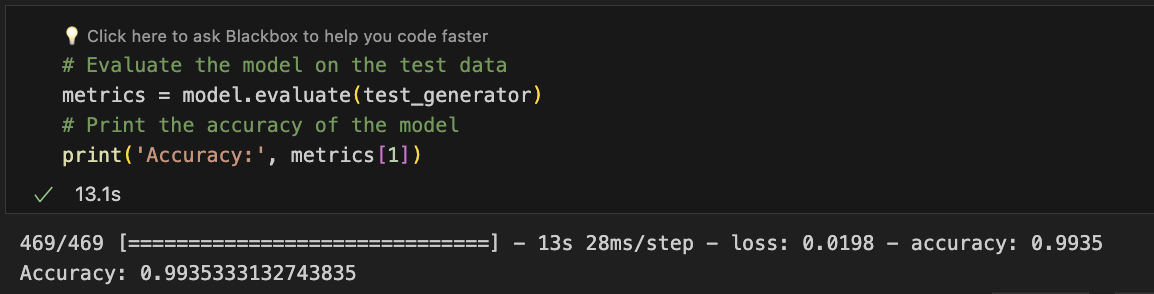 💡 Click here to ask Blackbox to help you code faster
# Evaluate the model on the test data
metrics = model.evaluate(test_generator)
# Print the accuracy of the model
print('Accuracy:', metrics[1])
✓ 13.1s
469/469 [==============================] - 13s 28ms/step - loss: 0.0198 - accuracy: 0.9935
Accuracy: 0.9935333132743835